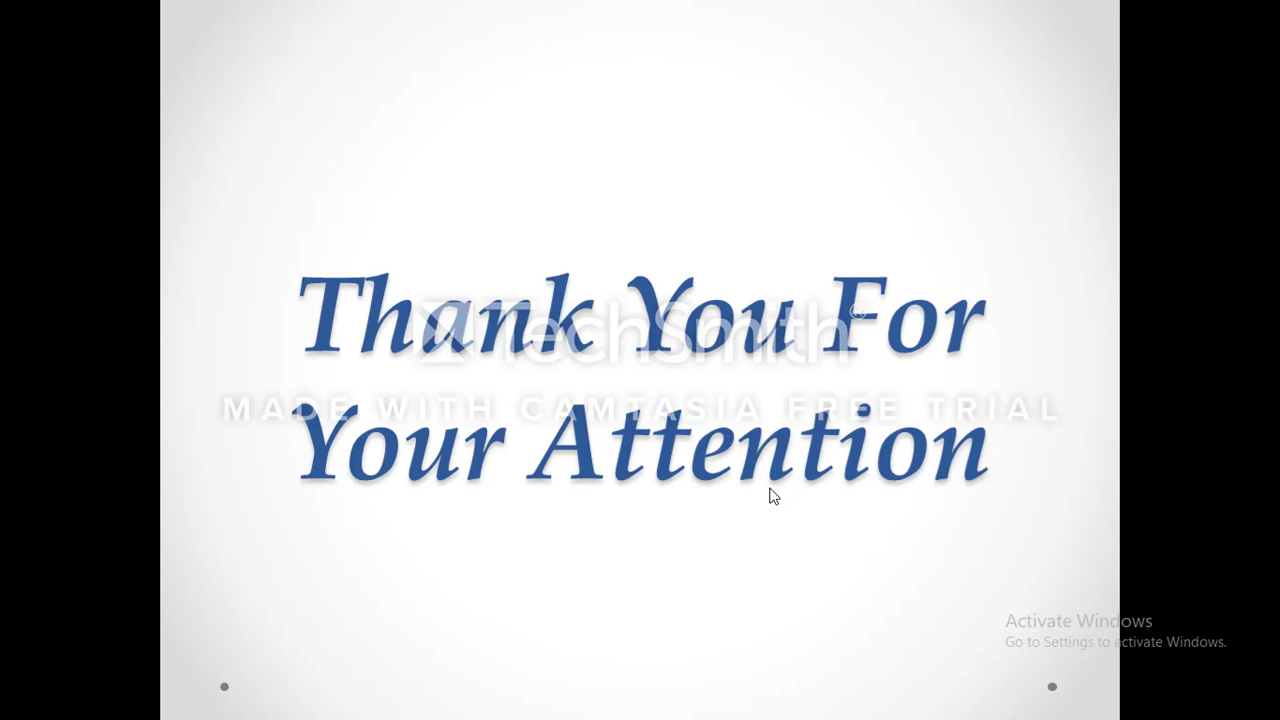 Thank You For
TechSmith®
MADE WITH CAMTASIA FREE TRIAL
Your Attention
Activate Windows
Go to Settings to activate Windows.